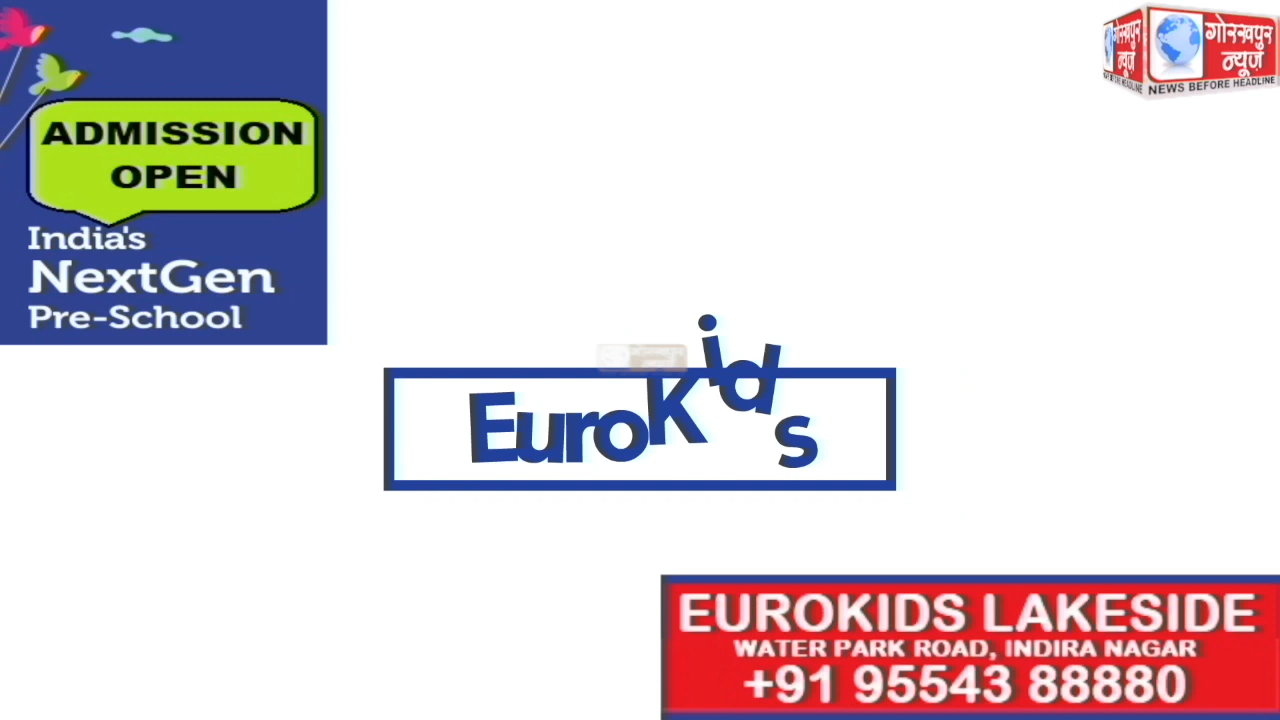 ADMISSION
OPEN
India's
NextGen
Pre-School
गोरखपुर
न्यूज़
NEWS BEFORE HEADLINE
गोरखपुर
न्यूज़
EuroKids
EUROKIDS LAKESIDE
WATER PARK ROAD, INDIRA NAGAR
+91 95543 88880